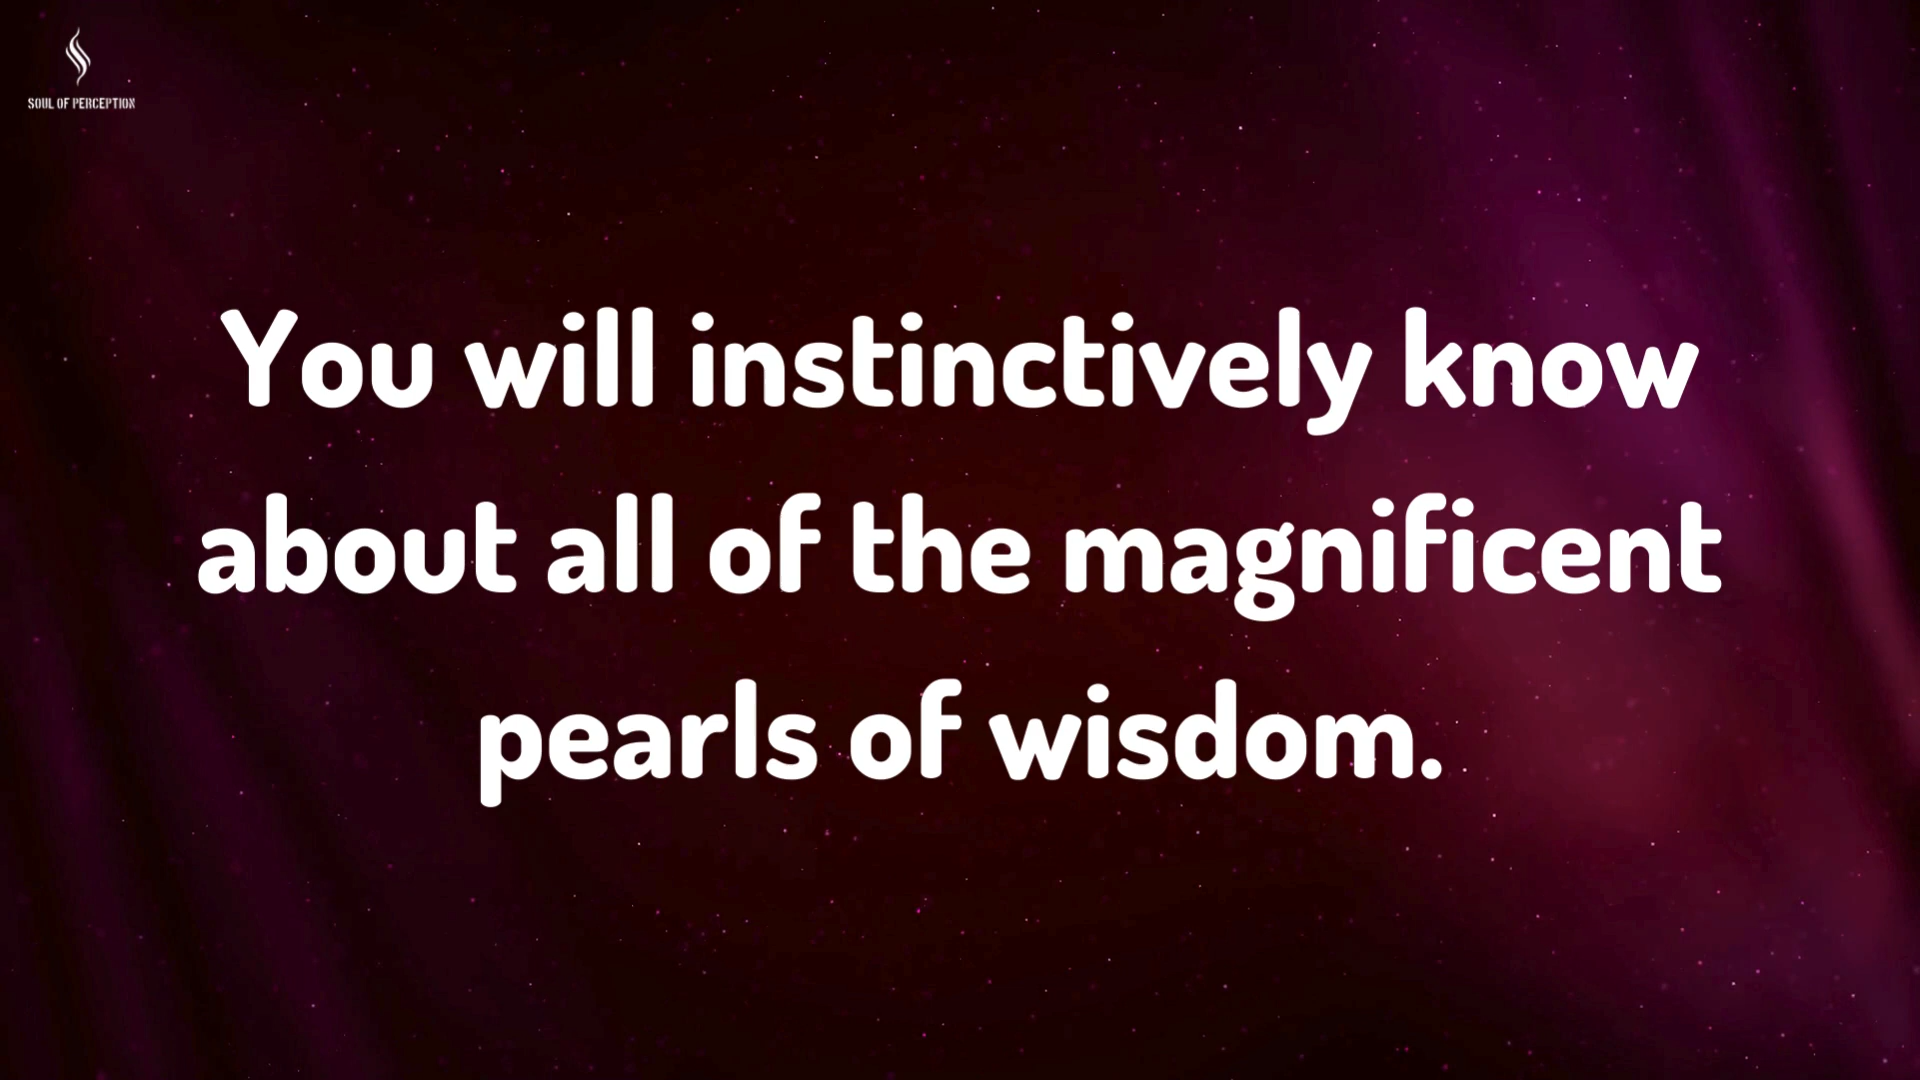 SOUL OF PERCEPTION
You will instinctively know
about all of the magnificent
pearls of wisdom.